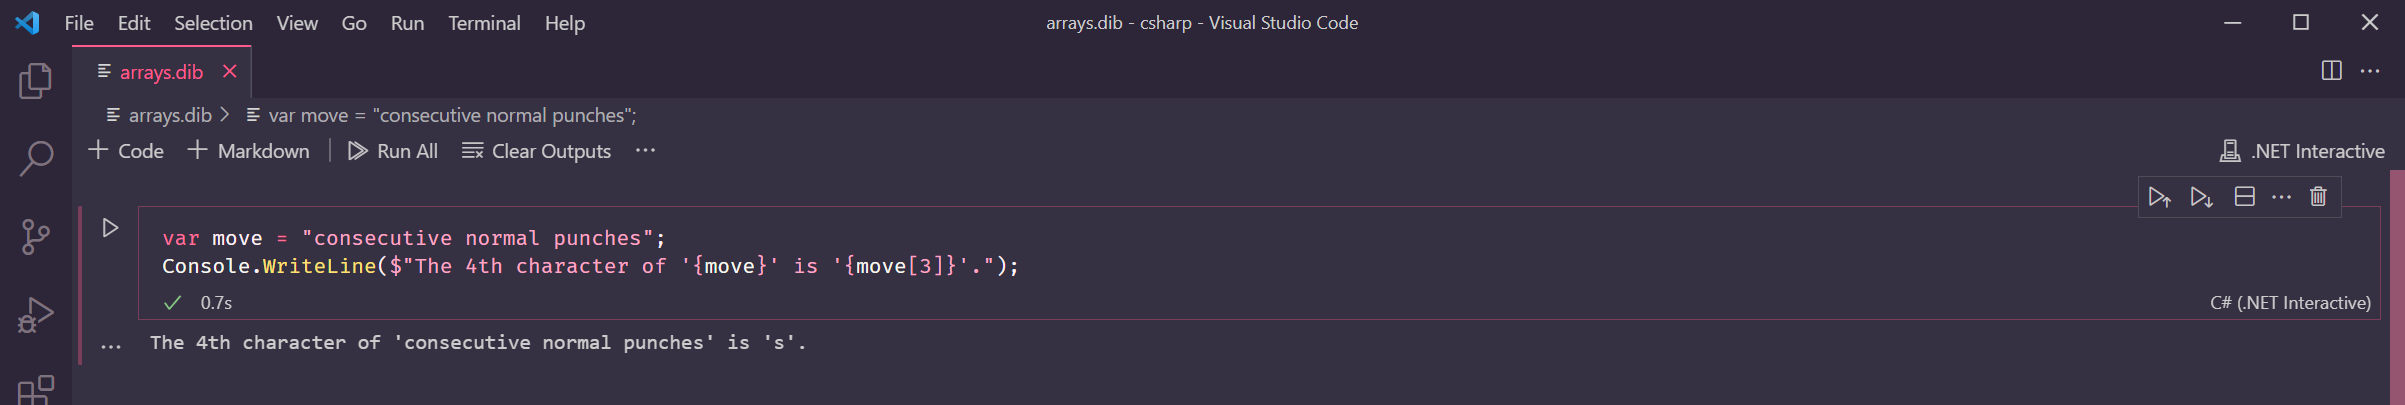 File Edit Selection View Go Run Terminal Help arrays.dib - csharp - Visual Studio Code
arrays.dib
arrays.dib > var move = "consecutive normal punches";
+ Code + Markdown | Run All Clear Outputs ··· .NET Interactive
var move = "consecutive normal punches";
Console.WriteLine($"The 4th character of '{move}' is '{move[3]}'.");
0.7s C# (.NET Interactive)
... The 4th character of 'consecutive normal punches' is 's'.